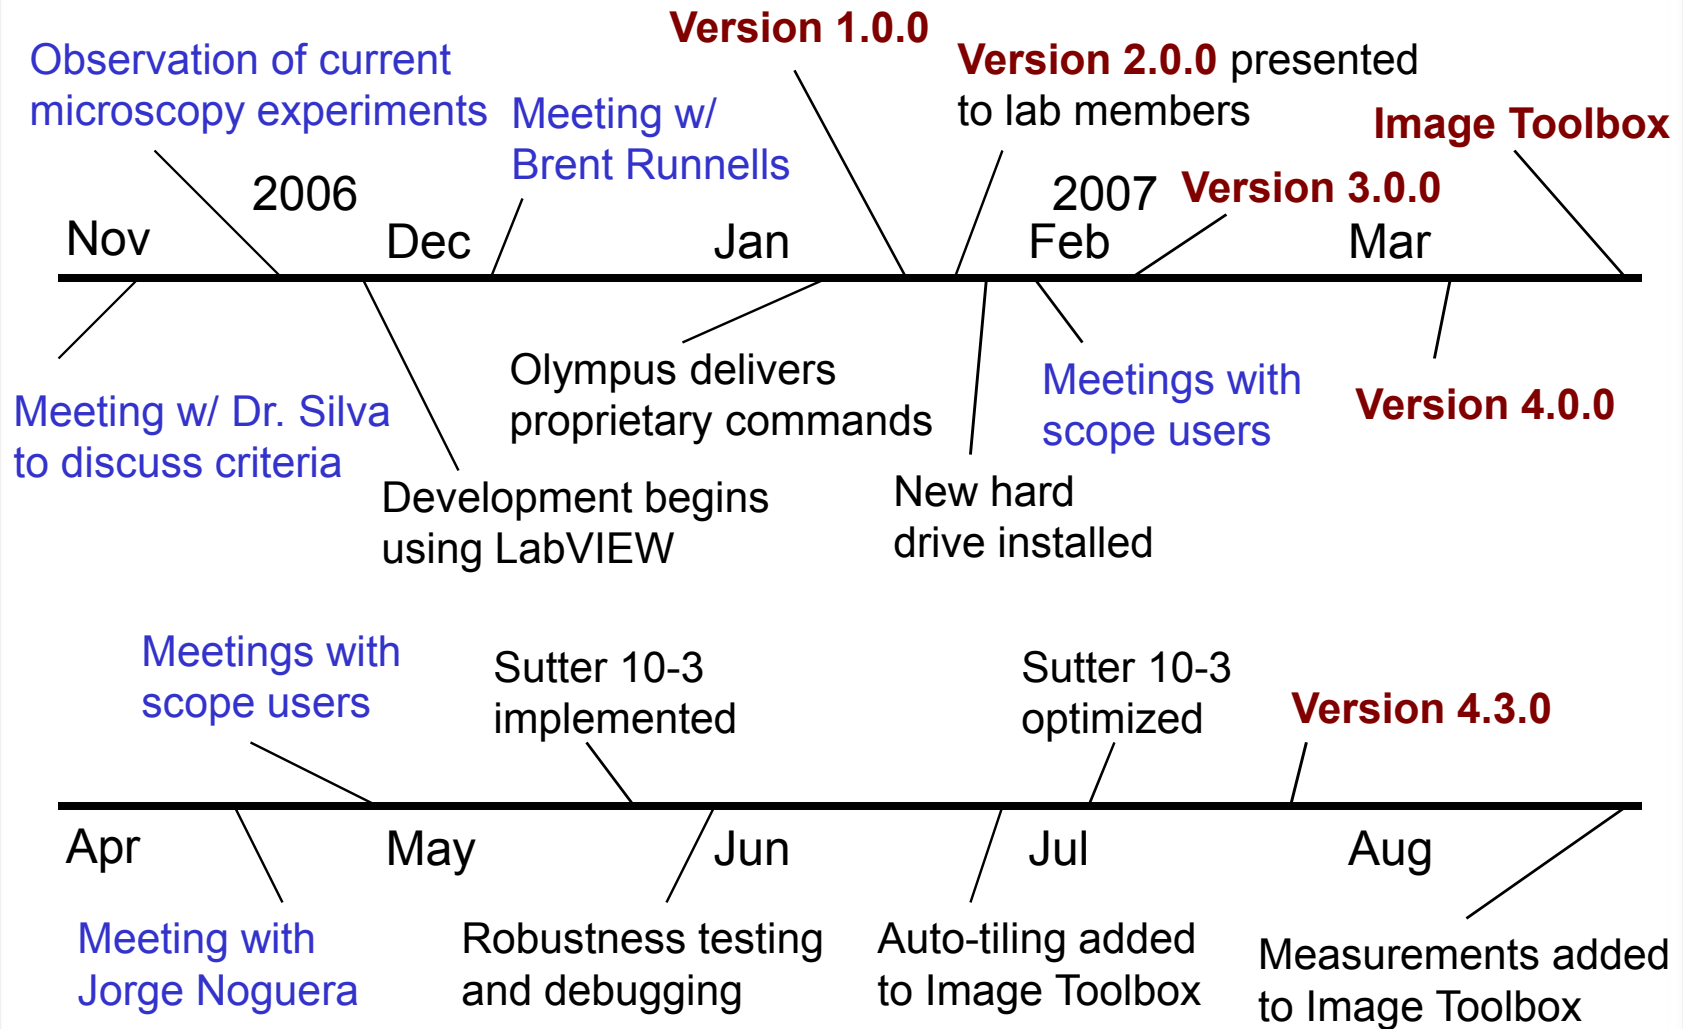 Version 1.0.0
Observation of current
microscopy experiments
Meeting w/
Brent Runnells
Version 2.0.0 presented
to lab members
Image Toolbox
2006
2007
Version 3.0.0
Nov
Dec
Jan
Feb
Mar
Meeting w/ Dr. Silva
to discuss criteria
Development begins
using LabVIEW
Olympus delivers
proprietary commands
New hard
drive installed
Meetings with
scope users
Version 4.0.0
Meetings with
scope users
Sutter 10-3
implemented
Sutter 10-3
optimized
Version 4.3.0
Apr
May
Jun
Jul
Aug
Meeting with
Jorge Noguera
Robustness testing
and debugging
Auto-tiling added
to Image Toolbox
Measurements added
to Image Toolbox